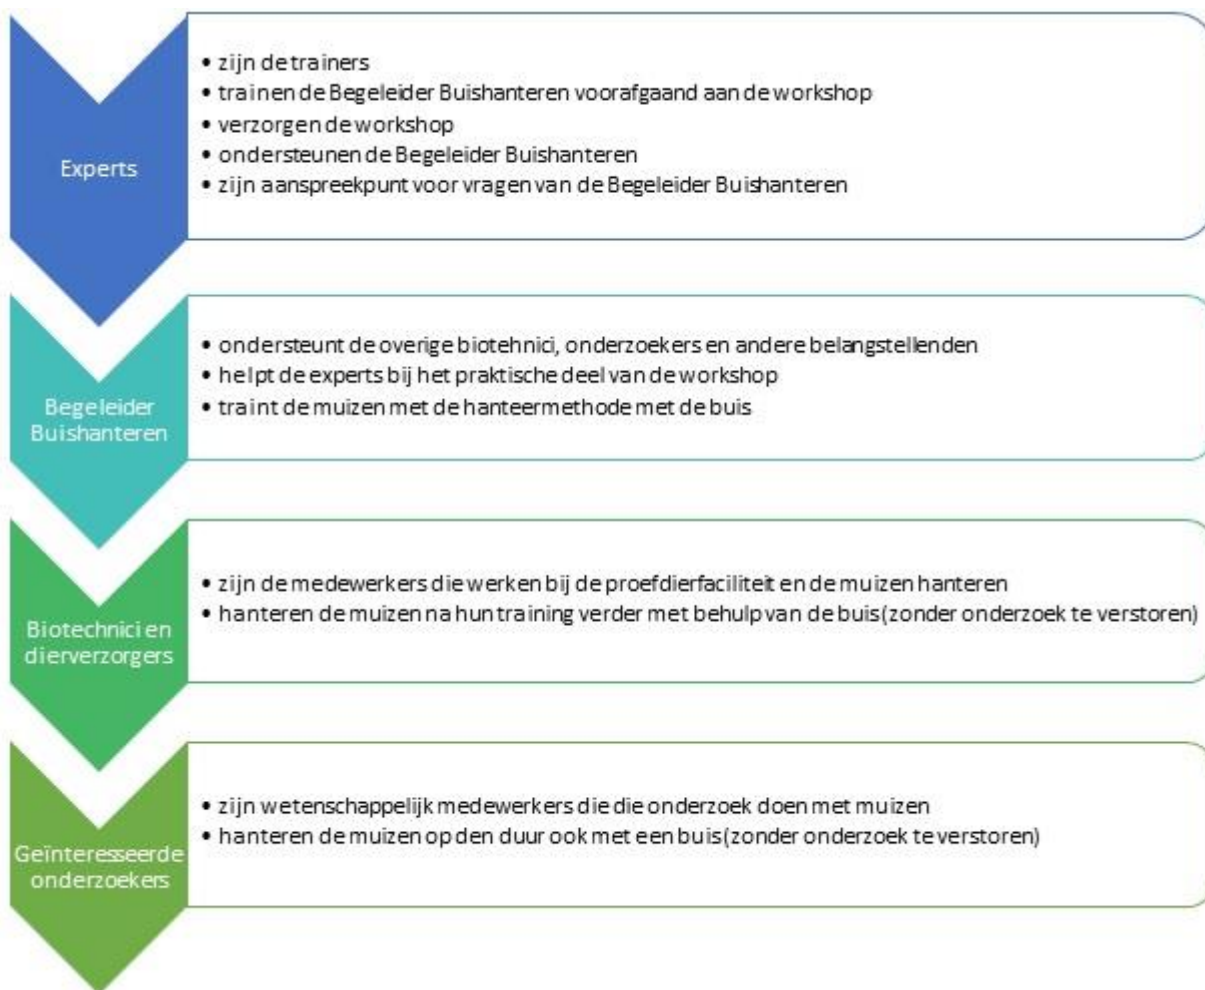 Experts
• zijn de trainers
• trainen de Begeleider Buishanteren voorafgaand aan de workshop
• verzorgen de workshop
• ondersteunen de Begeleider Buishanteren
• zijn aanspreekpunt voor vragen van de Begeleider Buishanteren
Begeleider
Buishanteren
• ondersteunt de overige biotehnici, onderzoekers en andere belangstellenden
• helpt de experts bij het praktische deel van de workshop
• traint de muizen met de hanteermethode met de buis
Biotechnici en
dierverzorgers
• zijn de medewerkers die werken bij de proefdierfaciliteit en de muizen hanteren
• hanteren de muizen na hun training verder met behulp van de buis (zonder onderzoek te verstoren)
Geïnteresseerde
onderzoekers
• zijn wetenschappelijk medewerkers die die onderzoek doen met muizen
• hanteren de muizen op den duur ook met een buis (zonder onderzoek te verstoren)